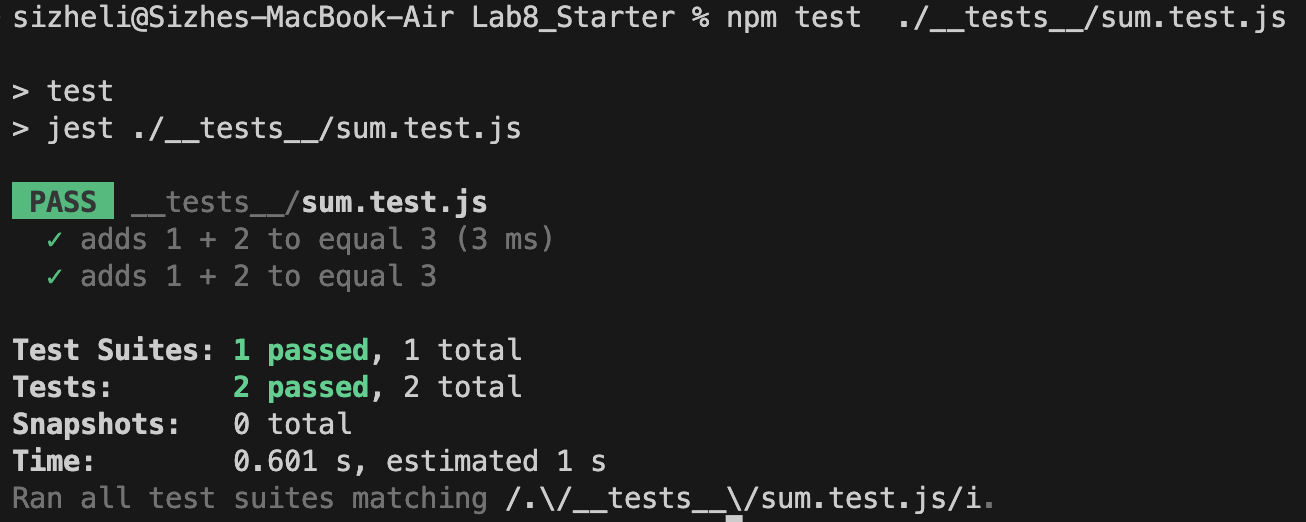 sizheli@Sizhes-MacBook-Air Lab8_Starter % npm test  ./__tests__/sum.test.js
> test
> jest ./__tests__/sum.test.js
PASS __tests__/sum.test.js
✓ adds 1 + 2 to equal 3 (3 ms)
✓ adds 1 + 2 to equal 3
Test Suites: 1 passed, 1 total
Tests:       2 passed, 2 total
Snapshots:   0 total
Time:        0.601 s, estimated 1 s
Ran all test suites matching /.\/__tests__\/sum.test.js/i.